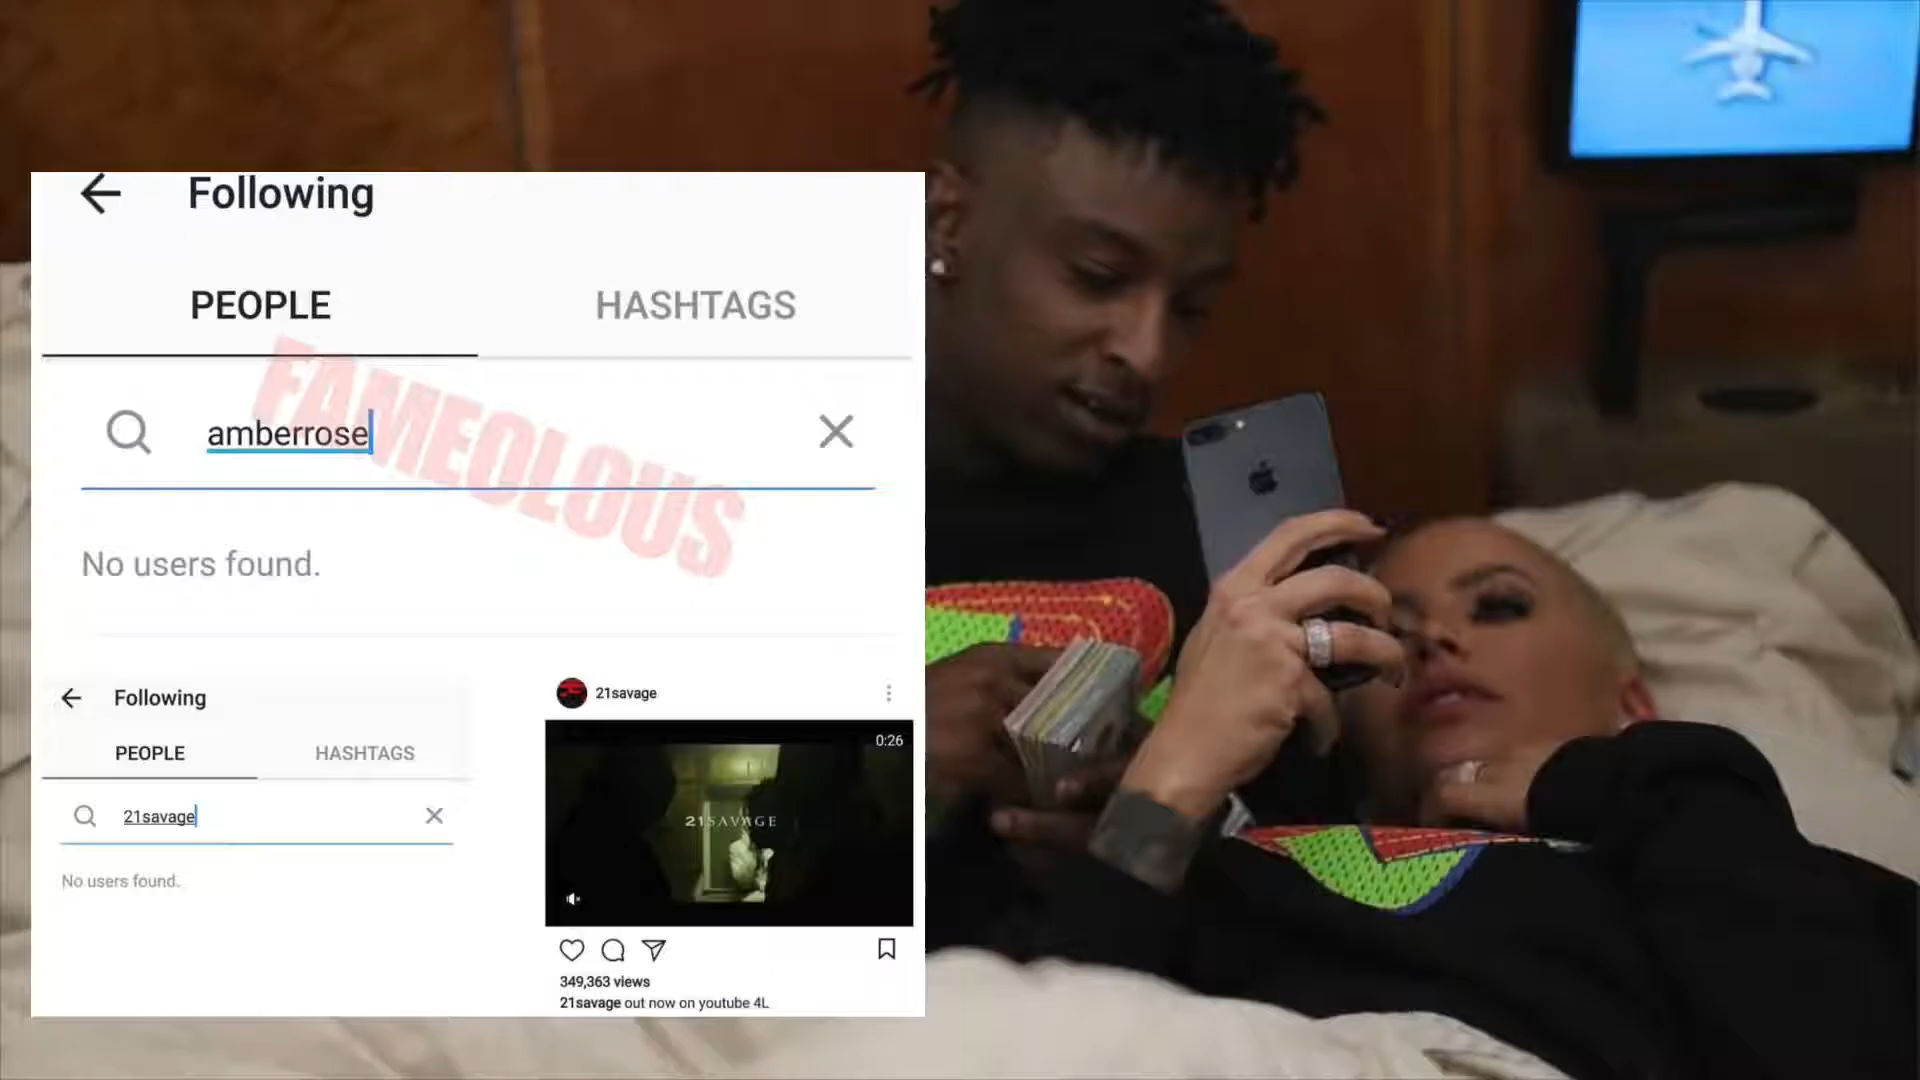 Following
PEOPLE HASHTAGS
amberrose
FAMEOLOUS
No users found.
Following
PEOPLE HASHTAGS
21savage
No users found.
21savage
0:26
21SAVAGE
349,363 views
21savage out now on youtube 4L